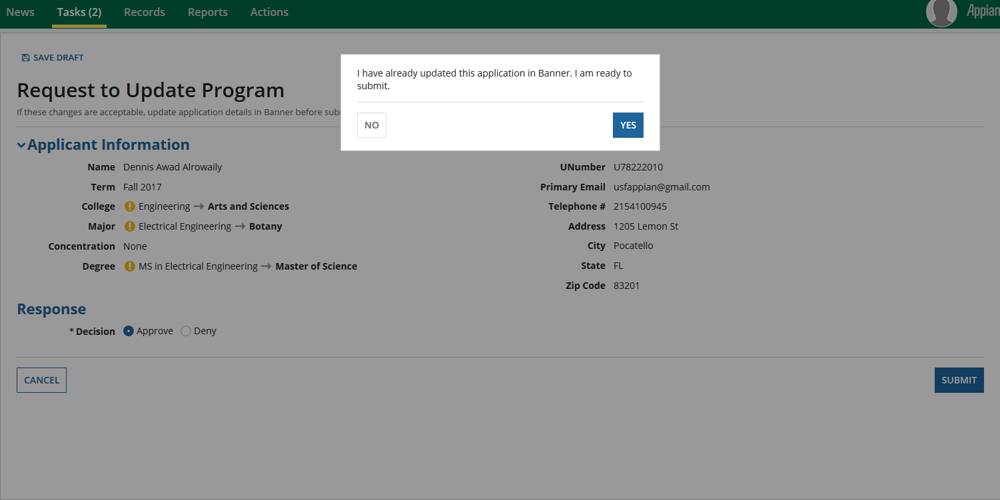 News Tasks (2) Records Reports Actions
SAVE DRAFT
I have already updated this application in Banner. I am ready to
submit.
NO YES
Request to Update Program
If these changes are acceptable, update application details in Banner before
Applicant Information
Name Dennis Awad Alrowaily
Term Fall 2017
College Engineering → Arts and Sciences
Major Electrical Engineering → Botany
Concentration None
Degree MS in Electrical Engineering → Master of Science
UNumber U78222010
Primary Email usfappian@gmail.com
Telephone # 2154100945
Address 1205 Lemon St
City Pocatello
State FL
Zip Code 83201
Response
* Decision Approve Deny
CANCEL SUBMIT